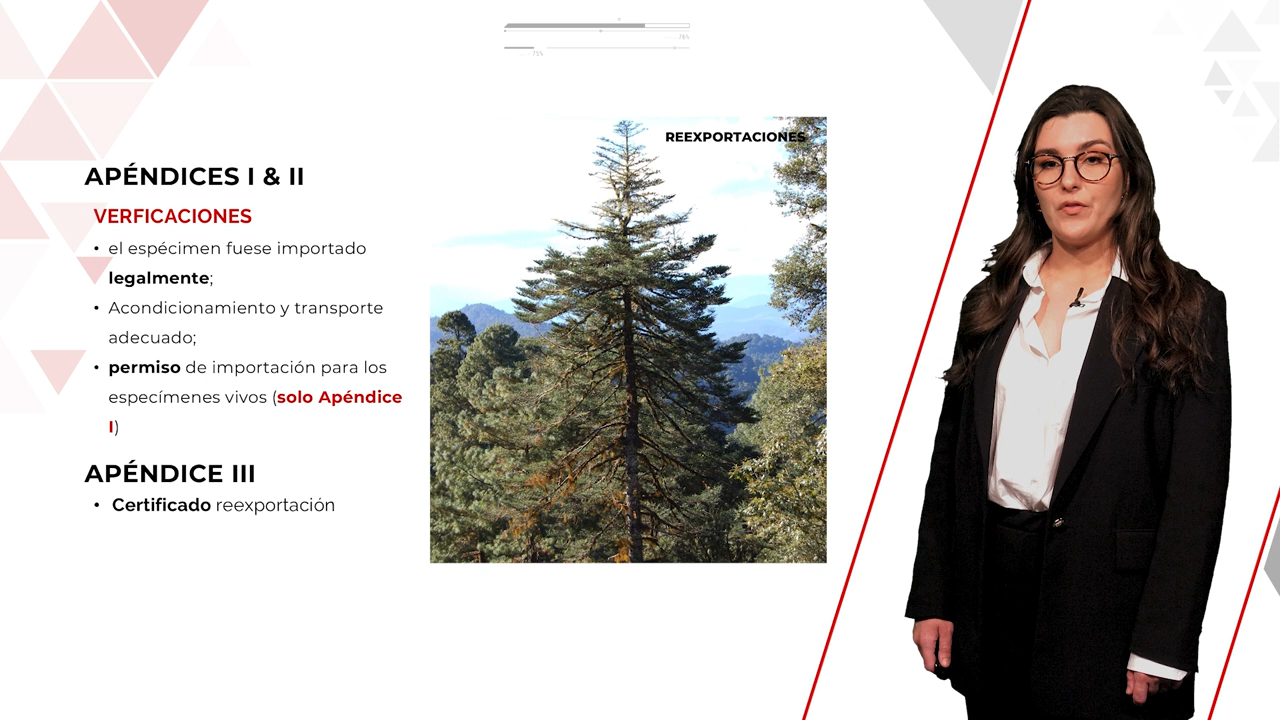 REEXPORTACIONES
APÉNDICES I & II
VERFICACIONES
• el espécimen fuese importado
legalmente;
• Acondicionamiento y transporte
adecuado;
• permiso de importación para los
especímenes vivos (solo Apéndice
I)
APÉNDICE III
• Certificado reexportación